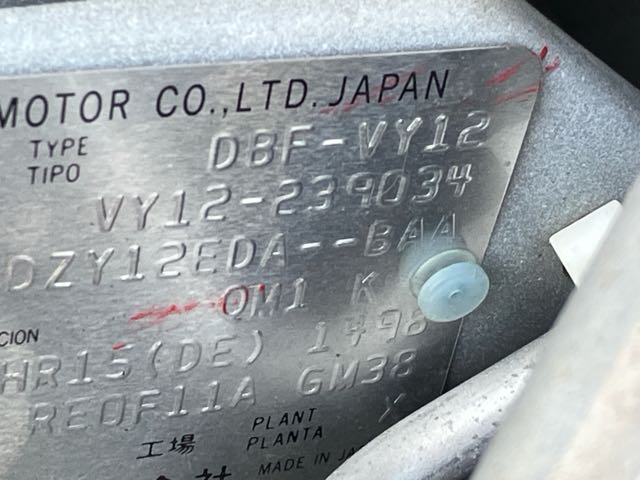 MOTOR CO.,LTD. JAPAN
TYPE DBF-VY12
TIPO
VY12-239034
DZY12EDA--BAA
QM1 K
CION
HR15(DE) 1498
RE0F11A GM38
工場 PLANT X
PLANTA
MADE IN